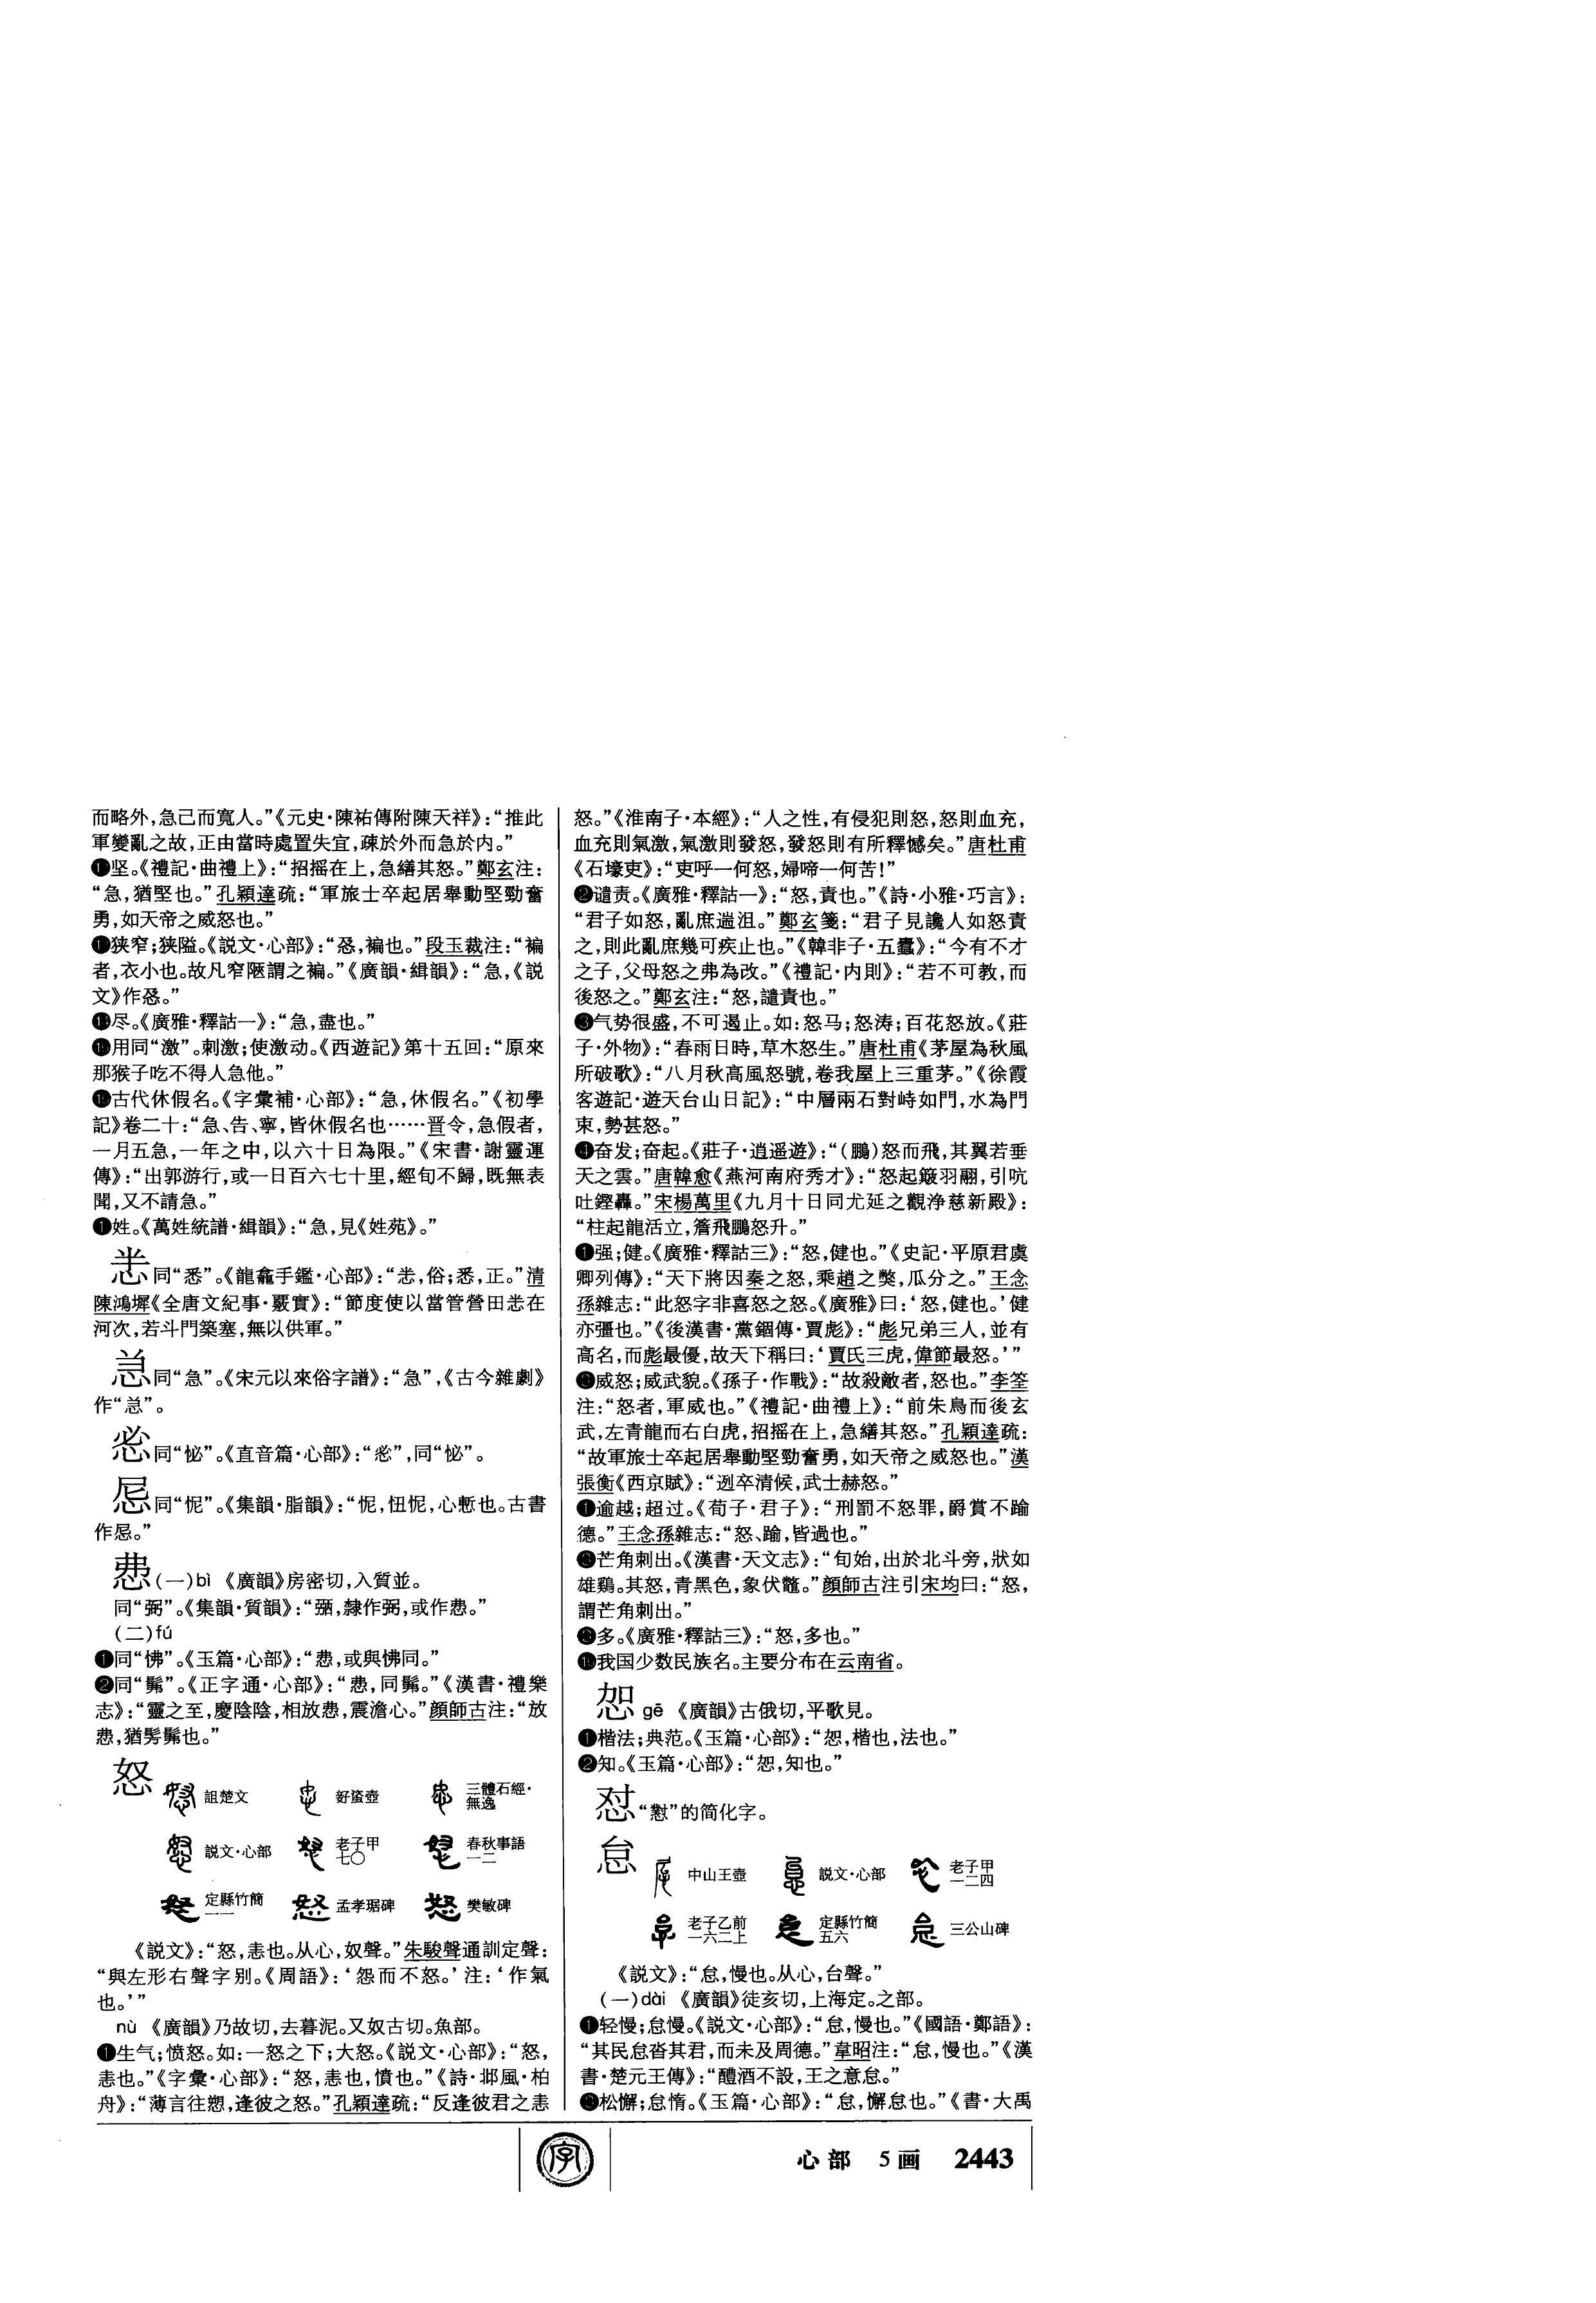 而略外,急己而寬人。”《元史·陳祐傳附陳天祥》:“推此
軍變亂之故,正由當時處置失宜,疎於外而急於内。”
坚。《禮記·曲禮上》:“招摇在上,急繕其怒。”鄭玄注:
“急,猶堅也。”孔穎達疏:“軍旅士卒起居舉動堅勁奮
勇,如天帝之威怒也。”
狭窄;狭隘。《説文·心部》:“㤂,褊也。”段玉裁注:“褊
者,衣小也。故凡窄陿謂之褊。”《廣韻·緝韻》:“急,《説
文》作㤂。”
尽。《廣雅·釋詁一》:“急,盡也。”
用同“激”。刺激;使激动。《西遊記》第十五回:“原來
那猴子吃不得人急他。”
古代休假名。《字彙補·心部》:“急,休假名。”《初學
記》卷二十:“急、告、寧,皆休假名也……晋令,急假者,
一月五急,一年之中,以六十日為限。”《宋書·謝靈運
傳》:“出郭游行,或一日百六七十里,經旬不歸,既無表
聞,又不請急。”
姓。《萬姓統譜·緝韻》:“急,見《姓苑》。”
恙同“悉”。《龍龕手鑑·心部》:“,俗;悉,正。”清
陳鴻墀《全唐文紀事·覈實》:“節度使以當管營田在
河次,若斗門築塞,無以供軍。”
同“急”。《宋元以來俗字譜》:“急”,《古今雜劇》
作“”。
同“怭”。《直音篇·心部》:“”,同“怭”。
同“怩”。《集韻·脂韻》:“怩,忸怩,心慙也。古書
作。”
㤱(一)bì 《廣韻》房密切,入質並。
同“弼”。《集韻·質韻》:“弼,隸作弼,或作㤱。”
(二)fú
❶同“怫”。《玉篇·心部》:“㤱,或與怫同。”
❷同“髴”。《正字通·心部》:“㤱,同髴。”《漢書·禮樂
志》:“靈之至,慶陰陰,相放㤱,震澹心。”顔師古注:“放
㤱,猶髣髴也。”
怒 詛楚文 好蚉壺 三體石經·無逸
説文·心部 老子甲七〇 春秋事語一二
定縣竹簡一一 孟孝琚碑 樊敏碑
《説文》:“怒,恚也。从心,奴聲。”朱駿聲通訓定聲:
“與左形右聲字别。《周語》:‘怨而不怒。’注:‘作氣
也。’”
nù 《廣韻》乃故切,去暮泥。又奴古切。魚部。
❶生气;愤怒。如:一怒之下;大怒。《説文·心部》:“怒,
恚也。”《字彙·心部》:“怒,恚也,憤也。”《詩·邶風·柏
舟》:“薄言往愬,逢彼之怒。”孔穎達疏:“反逢彼君之恚
怒。”《淮南子·本經》:“人之性,有侵犯則怒,怒則血充,
血充則氣激,氣激則發怒,發怒則有所釋憾矣。”唐杜甫
《石壕吏》:“吏呼一何怒,婦啼一何苦!”
❷谴责。《廣雅·釋詁一》:“怒,責也。”《詩·小雅·巧言》:
“君子如怒,亂庶遄沮。”鄭玄箋:“君子見讒人如怒責
之,則此亂庶幾可疾止也。”《韓非子·五蠹》:“今有不才
之子,父母怒之弗為改。”《禮記·内則》:“若不可教,而
後怒之。”鄭玄注:“怒,譴責也。”
❸气势很盛,不可遏止。如:怒马;怒涛;百花怒放。《莊
子·外物》:“春雨日時,草木怒生。”唐杜甫《茅屋為秋風
所破歌》:“八月秋高風怒號,卷我屋上三重茅。”《徐霞
客遊記·遊天台山日記》:“中層兩石對峙如門,水為門
束,勢甚怒。”
❹奋发;奋起。《莊子·逍遥遊》:“(鵬)怒而飛,其翼若垂
天之雲。”唐韓愈《燕河南府秀才》:“怒起簸羽翮,引吭
吐鏗轟。”宋楊萬里《九月十日同尤延之觀净慈新殿》:
“柱起龍活立,簷飛鵬怒升。”
强;健。《廣雅·釋詁三》:“怒,健也。”《史記·平原君虞
卿列傳》:“天下將因秦之怒,乘趙之獘,瓜分之。”王念
孫雜志:“此怒字非喜怒之怒。《廣雅》曰:‘怒,健也。’健
亦彊也。”《後漢書·黨錮傳·賈彪》:“彪兄弟三人,並有
高名,而彪最優,故天下稱曰:‘賈氏三虎,偉節最怒。’”
威怒;威武貌。《孫子·作戰》:“故殺敵者,怒也。”李筌
注:“怒者,軍威也。”《禮記·曲禮上》:“前朱鳥而後玄
武,左青龍而右白虎,招摇在上,急繕其怒。”孔穎達疏:
“故軍旅士卒起居舉動堅勁奮勇,如天帝之威怒也。”漢
張衡《西京賦》:“迾卒清候,武士赫怒。”
逾越;超过。《荀子·君子》:“刑罰不怒罪,爵賞不踰
德。”王念孫雜志:“怒、踰,皆過也。”
芒角刺出。《漢書·天文志》:“旬始,出於北斗旁,狀如
雄鷄。其怒,青黑色,象伏鼈。”顔師古注引宋均曰:“怒,
謂芒角刺出。”
多。《廣雅·釋詁三》:“怒,多也。”
我国少数民族名。主要分布在云南省。
㤎 gē 《廣韻》古俄切,平歌見。
❶楷法;典范。《玉篇·心部》:“㤎,楷也,法也。”
❷知。《玉篇·心部》:“㤎,知也。”
怼“懟”的简化字。
怠 中山王壺 説文·心部 老子甲一二四
老子乙前一六二上 定縣竹簡五六 三公山碑
《説文》:“怠,慢也。从心,台聲。”
(一)dài 《廣韻》徒亥切,上海定。之部。
❶轻慢;怠慢。《説文·心部》:“怠,慢也。”《國語·鄭語》:
“其民怠沓其君,而未及周德。”韋昭注:“怠,慢也。”《漢
書·楚元王傳》:“醴酒不設,王之意怠。”
松懈;怠惰。《玉篇·心部》:“怠,懈怠也。”《書·大禹
字
心部 5画 2443